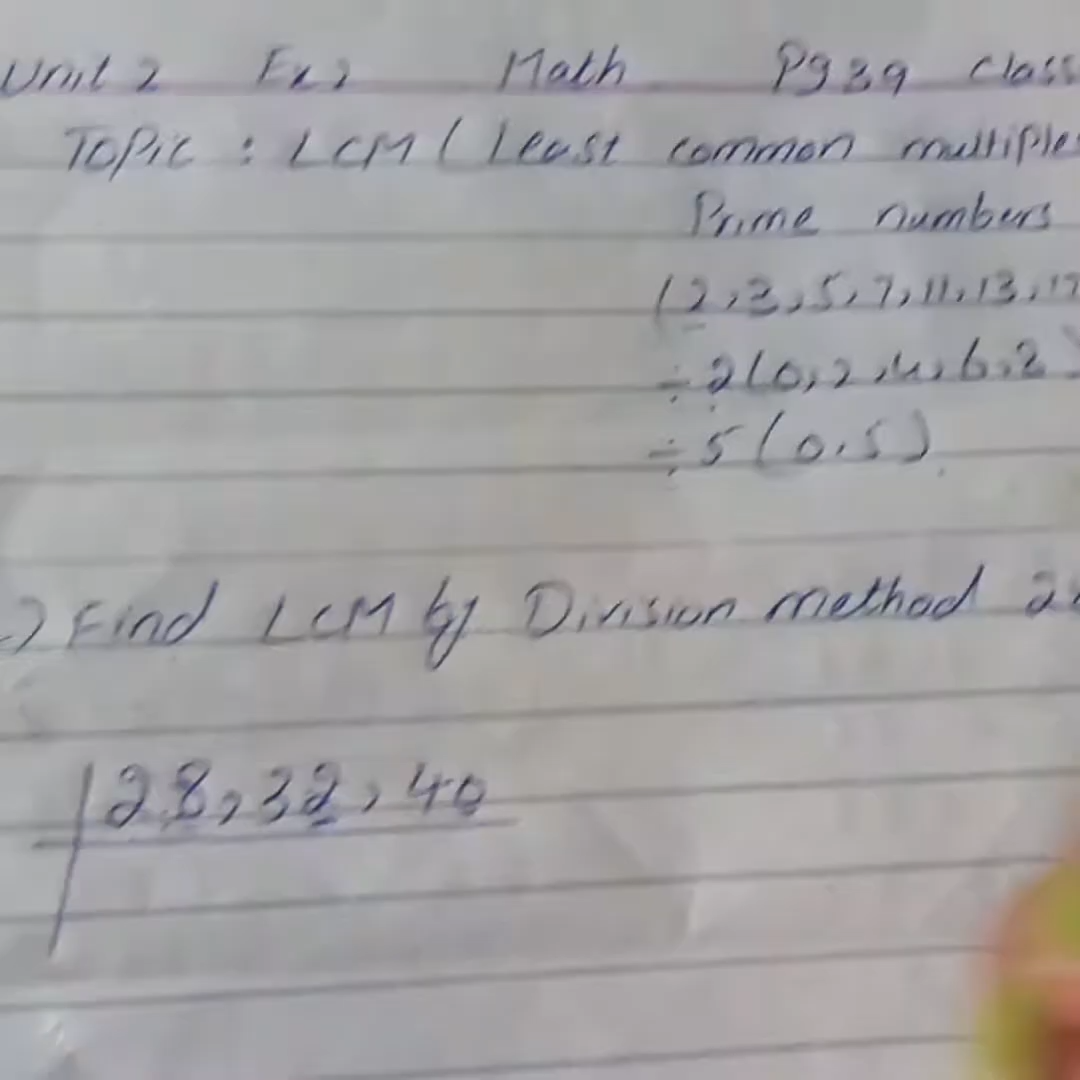 Unit 2 Ex 2 Math Pg 39 class
Topic : LCM ( Least common multiple
Prime numbers
(2,3,5,7,11,13,17
÷ 2(0,2,4,6,8)
÷ 5 (0,5)
Find LCM by Division method
28,32,40